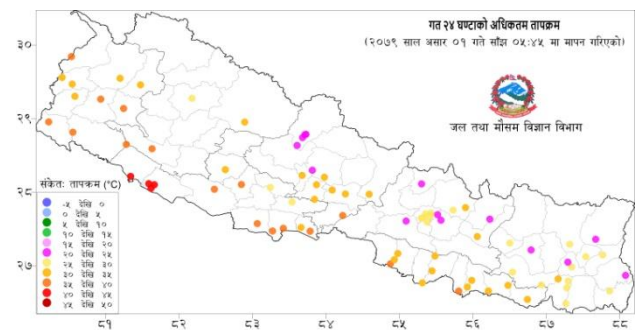 गत २४ घण्टाको अधिकतम तापक्रम
(२०७९ साल असार ०१ गते साँझ ०५:४५ मा मापन गरिएको)
जल तथा मौसम विज्ञान विभाग
३०
२९
२८
२७
संकेतः तापक्रम (°C)
-५ देखि ०
० देखि ५
५ देखि १०
१० देखि १५
१५ देखि २०
२० देखि २५
२५ देखि ३०
३० देखि ३५
३५ देखि ४०
४० देखि ४५
४५ देखि ५०
८१ ८२ ८३ ८४ ८५ ८६ ८७ ८८